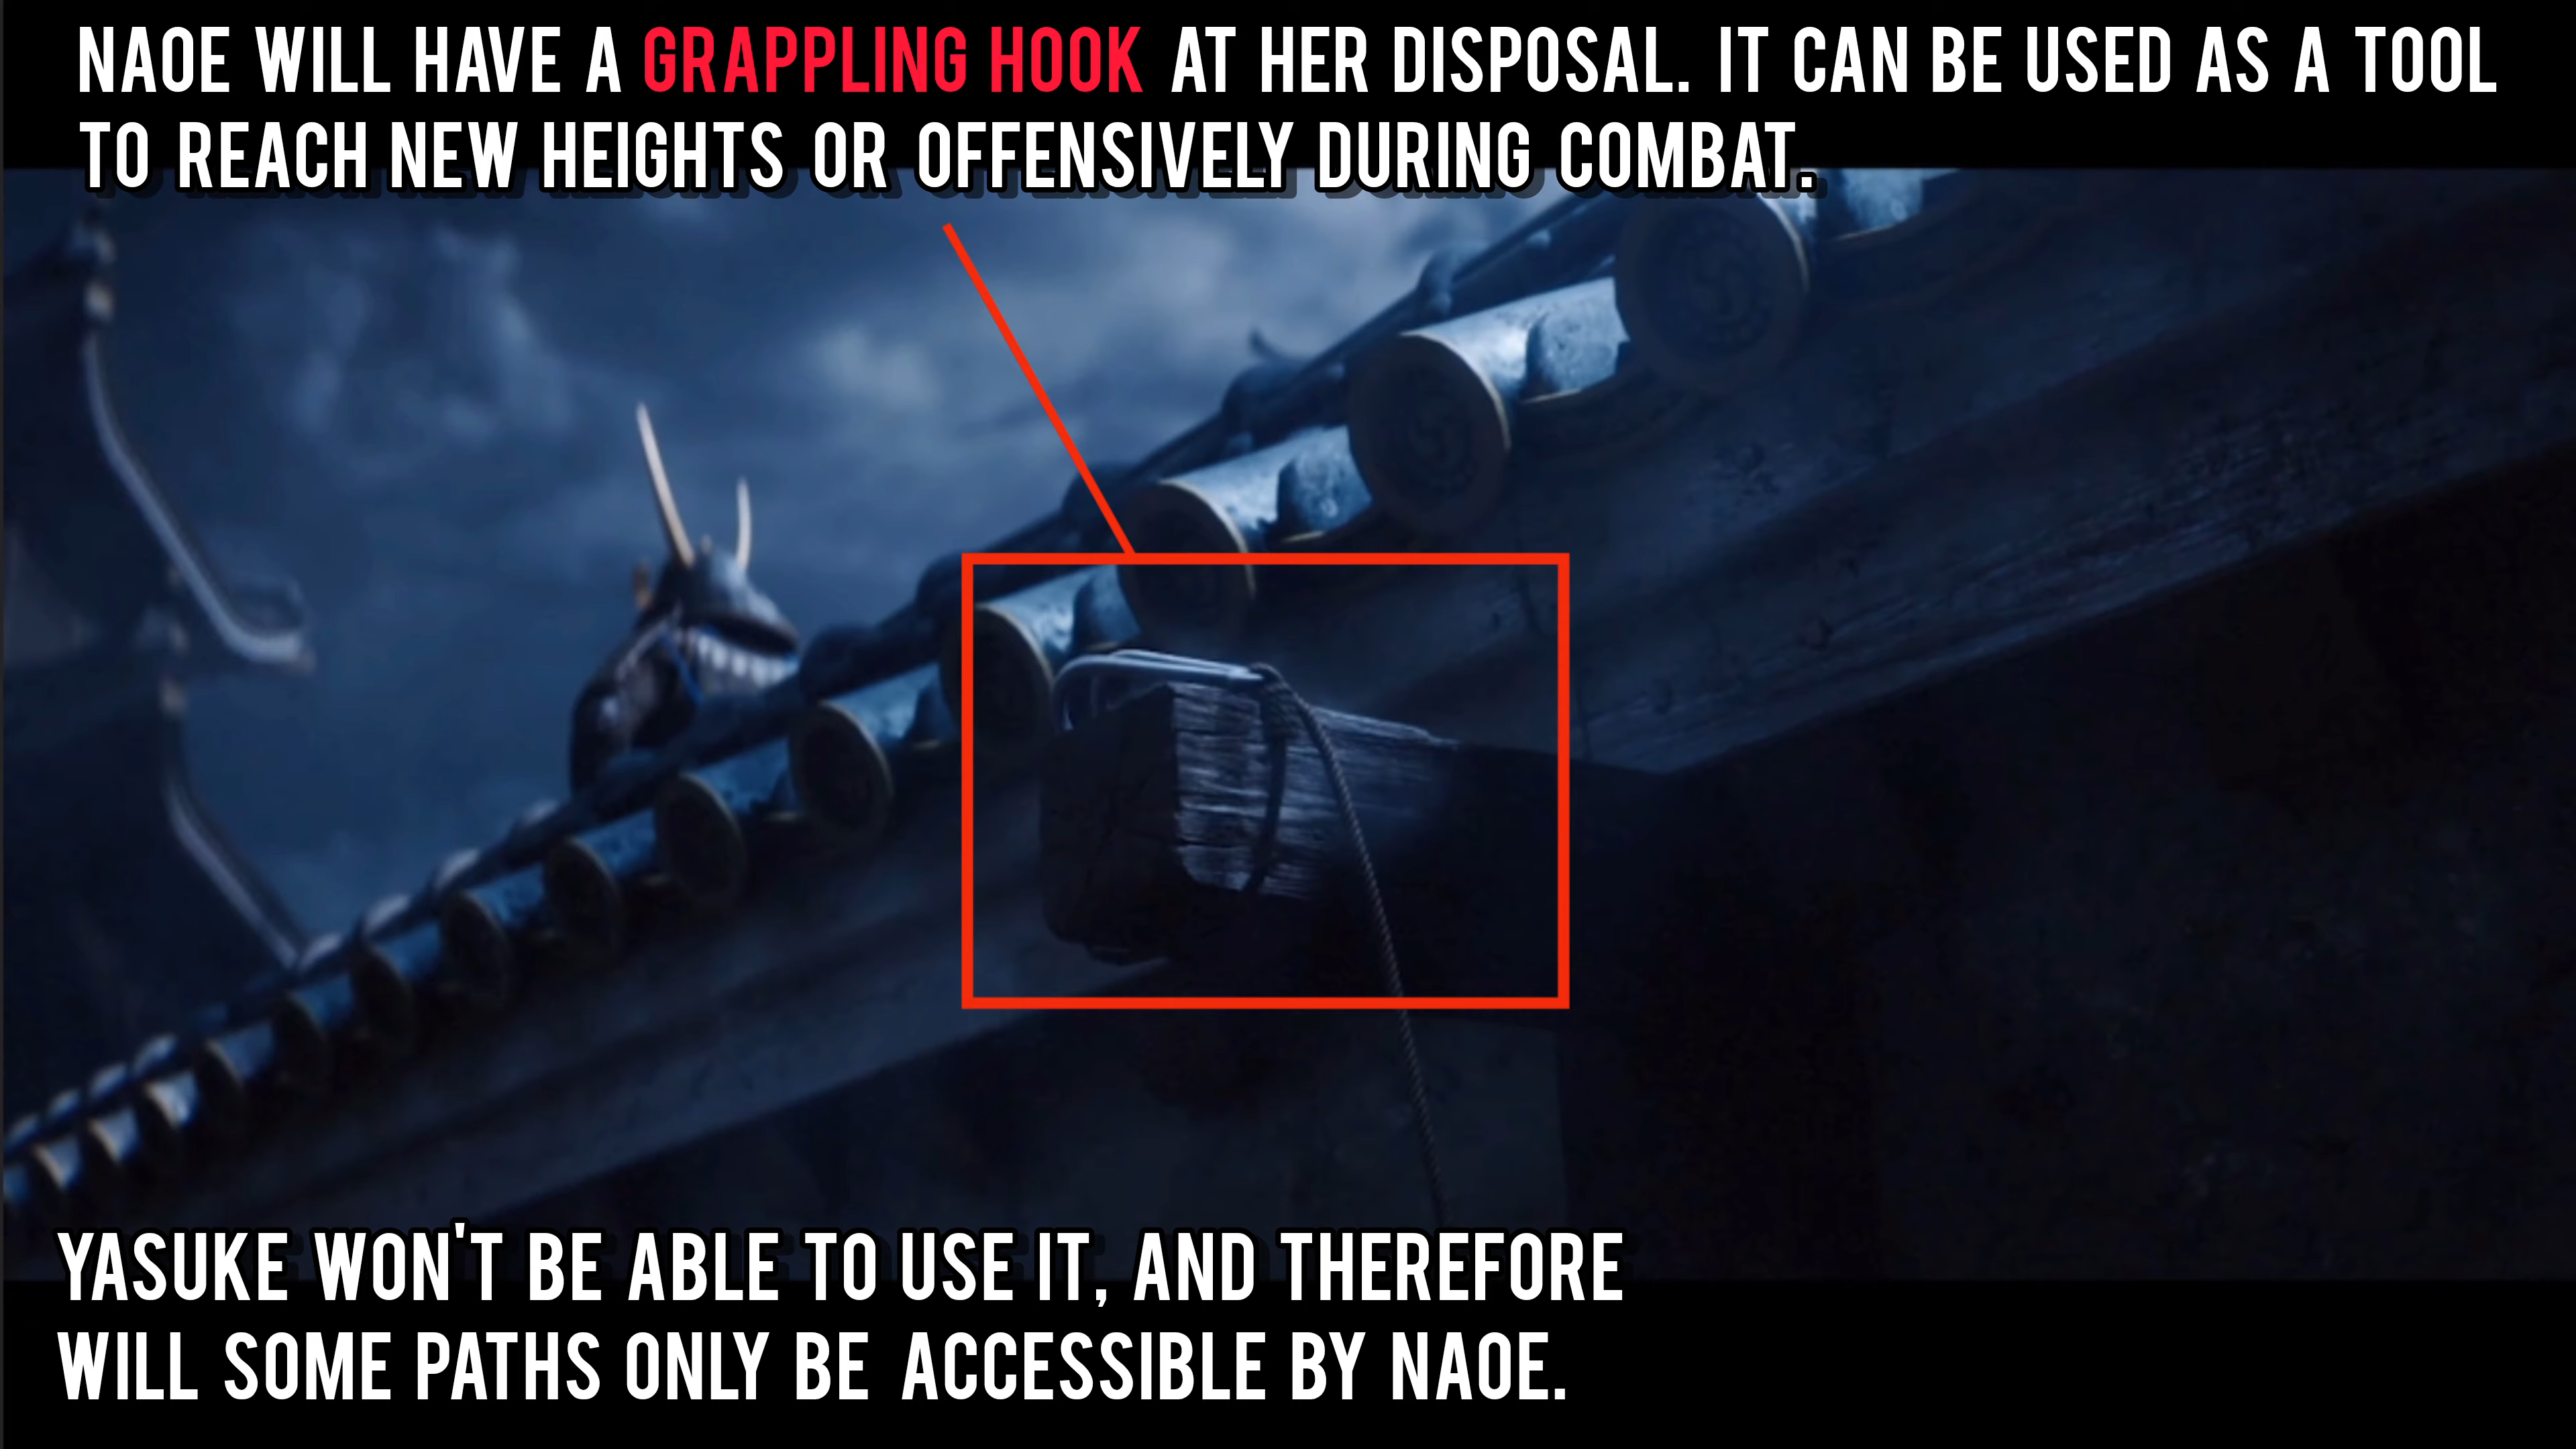 NAOE WILL HAVE A GRAPPLING HOOK AT HER DISPOSAL. IT CAN BE USED AS A TOOL
TO REACH NEW HEIGHTS OR OFFENSIVELY DURING COMBAT.
YASUKE WON'T BE ABLE TO USE IT, AND THEREFORE
WILL SOME PATHS ONLY BE ACCESSIBLE BY NAOE.